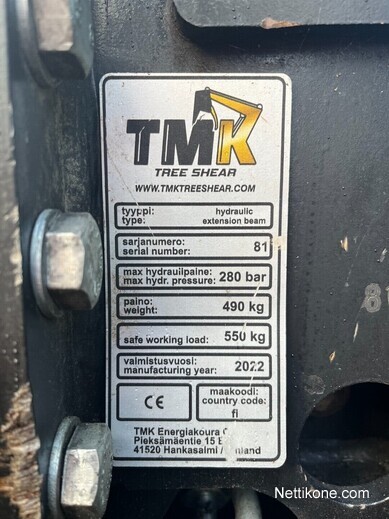 TMK
TREE SHEAR
WWW.TMKTREESHEAR.COM
tyyppi: hydraulic
type: extension beam
sarjanumero:
serial number: 81
max hydrauilpaine:
max hydr. pressure: 280 bar
paino:
weight: 490 kg
safe working load: 550 kg
valmistusvuosi:
manufacturing year: 2022
CE
maakoodi:
country code:
fi
TMK Energiakoura
Pieksämäentie 15
41520 Hankasalmi
Nettikone.com